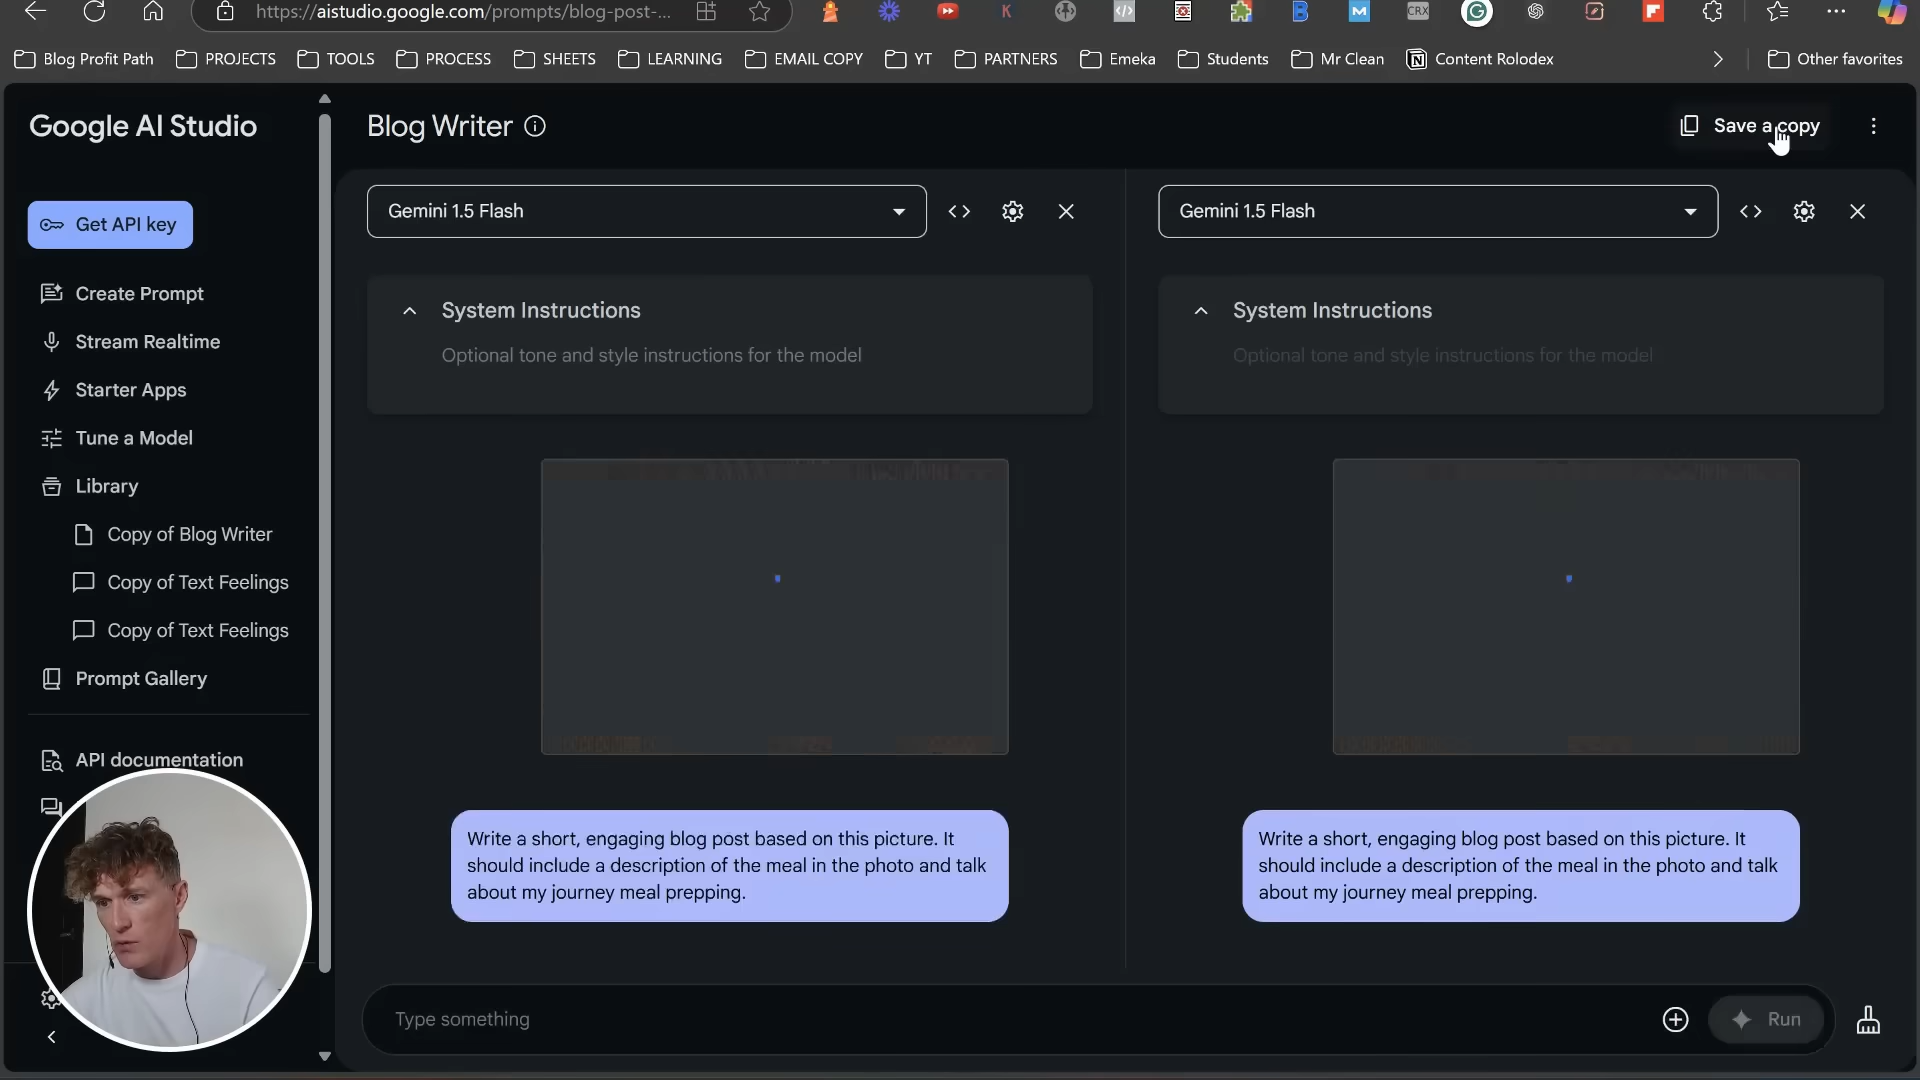 https://aistudio.google.com/prompts/blog-post-...
Blog Profit Path
PROJECTS
TOOLS
PROCESS
SHEETS
LEARNING
EMAIL COPY
YT
PARTNERS
Emeka
Students
Mr Clean
Content Rolodex
Other favorites
Google AI Studio
Get API key
Create Prompt
Stream Realtime
Starter Apps
Tune a Model
Library
Copy of Blog Writer
Copy of Text Feelings
Copy of Text Feelings
Prompt Gallery
API documentation
Blog Writer
Save a copy
Gemini 1.5 Flash
System Instructions
Optional tone and style instructions for the model
Write a short, engaging blog post based on this picture. It
should include a description of the meal in the photo and talk
about my journey meal prepping.
Gemini 1.5 Flash
System Instructions
Optional tone and style instructions for the model
Write a short, engaging blog post based on this picture. It
should include a description of the meal in the photo and talk
about my journey meal prepping.
Type something
Run